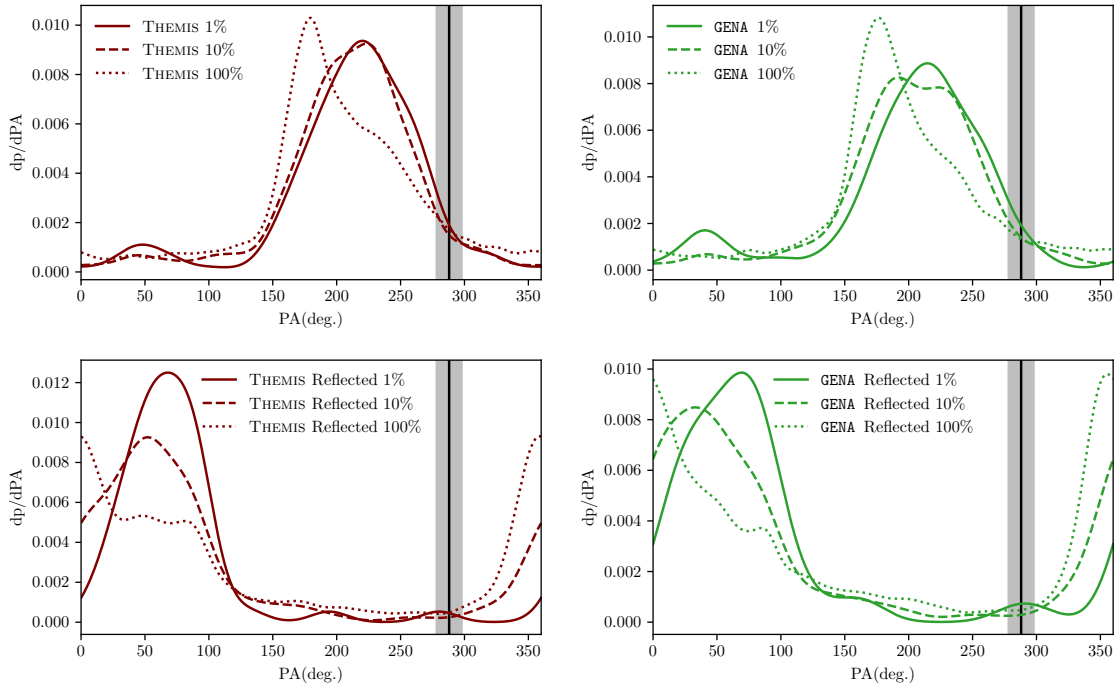 THEMIS 1%
THEMIS 10%
THEMIS 100%
dp/dPA
0.010
0.008
0.006
0.004
0.002
0.000
0 50 100 150 200 250 300 350
PA(deg.)
GENA 1%
GENA 10%
GENA 100%
dp/dPA
0.010
0.008
0.006
0.004
0.002
0.000
0 50 100 150 200 250 300 350
PA(deg.)
THEMIS Reflected 1%
THEMIS Reflected 10%
THEMIS Reflected 100%
dp/dPA
0.012
0.010
0.008
0.006
0.004
0.002
0.000
0 50 100 150 200 250 300 350
PA(deg.)
GENA Reflected 1%
GENA Reflected 10%
GENA Reflected 100%
dp/dPA
0.010
0.008
0.006
0.004
0.002
0.000
0 50 100 150 200 250 300 350
PA(deg.)